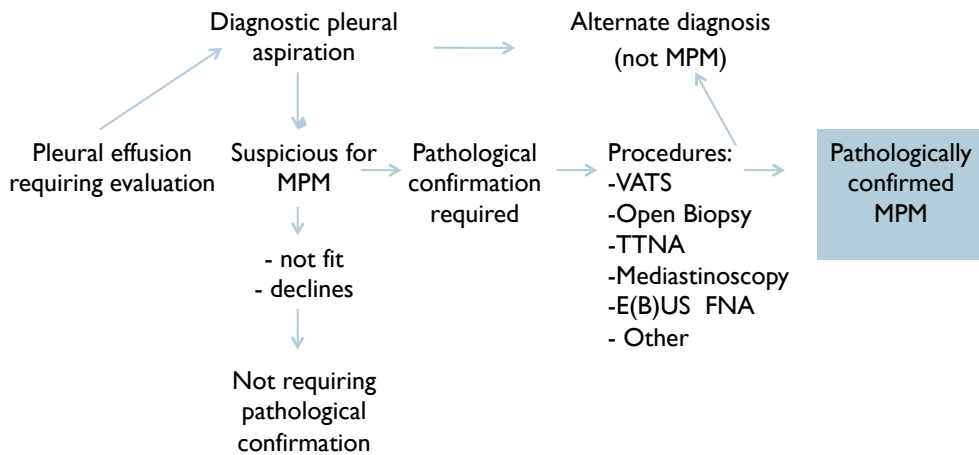 Diagnostic pleural
aspiration
Alternate diagnosis
(not MPM)
Pleural effusion
requiring evaluation
Suspicious for
MPM
Pathological
confirmation
required
Procedures:
-VATS
-Open Biopsy
-TTNA
-Mediastinoscopy
-E(B)US  FNA
- Other
Pathologically
confirmed
MPM
- not fit
- declines
Not requiring
pathological
confirmation